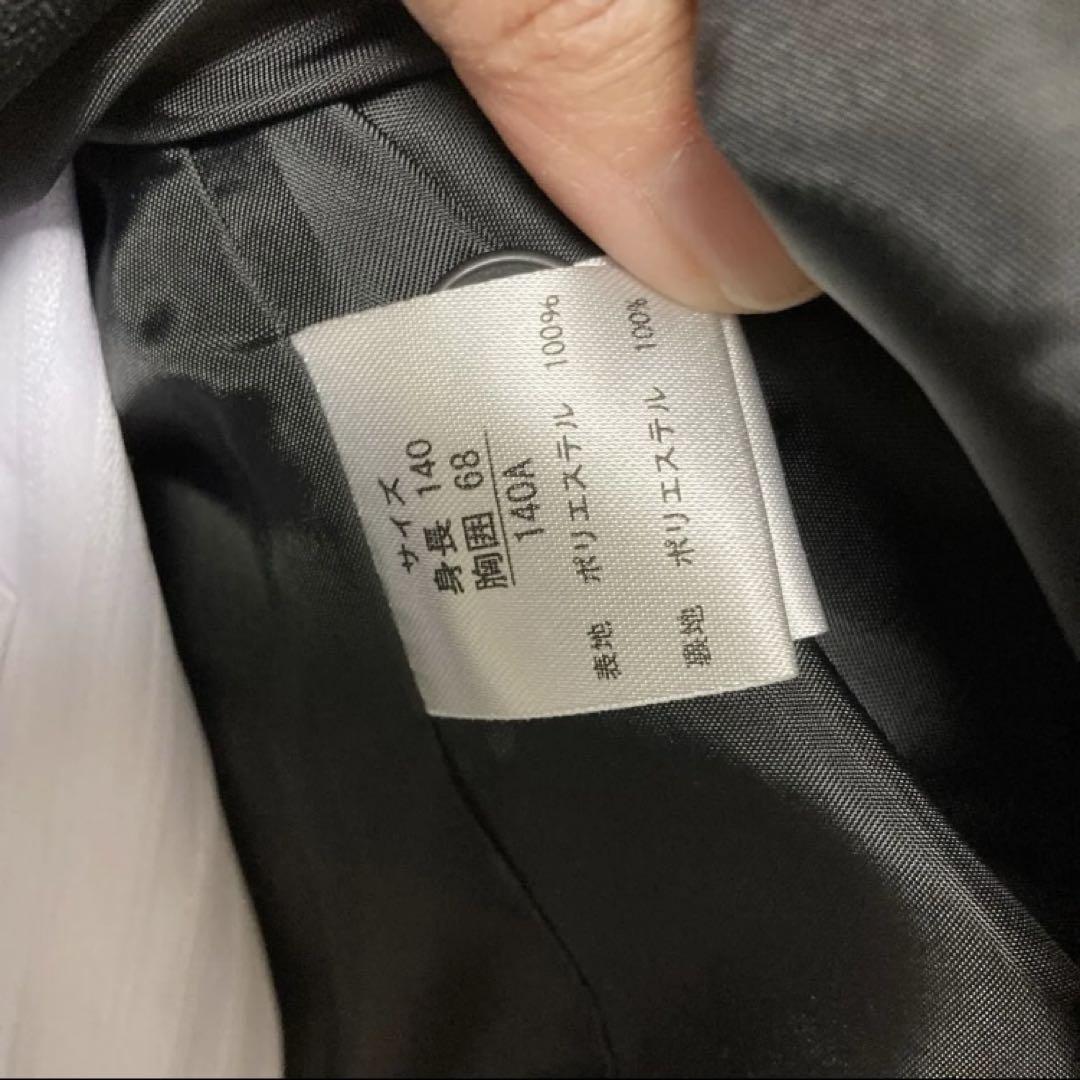 サイズ
身長 140
胸囲 68
140A
表地 ポリエステル 100%
裏地 ポリエステル 100%